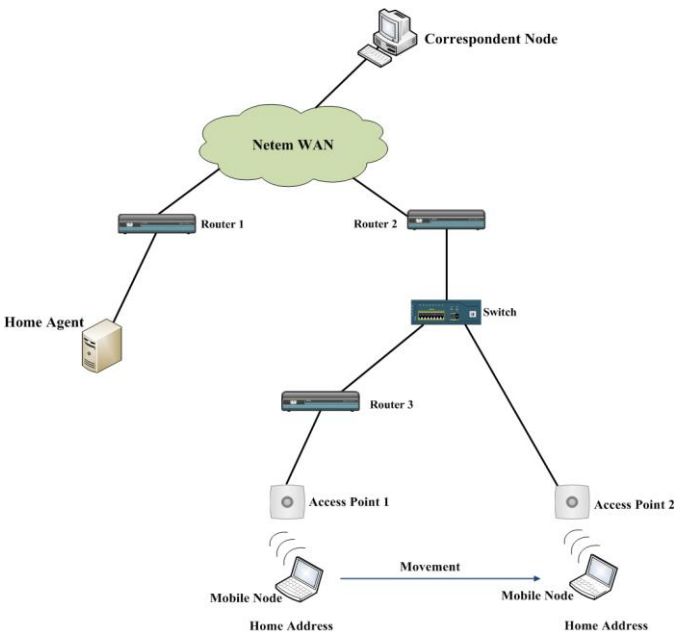 Correspondent Node
Netem WAN
Router 1
Router 2
Home Agent
Switch
Router 3
Access Point 1
Access Point 2
Movement
Mobile Node
Mobile Node
Home Address
Home Address